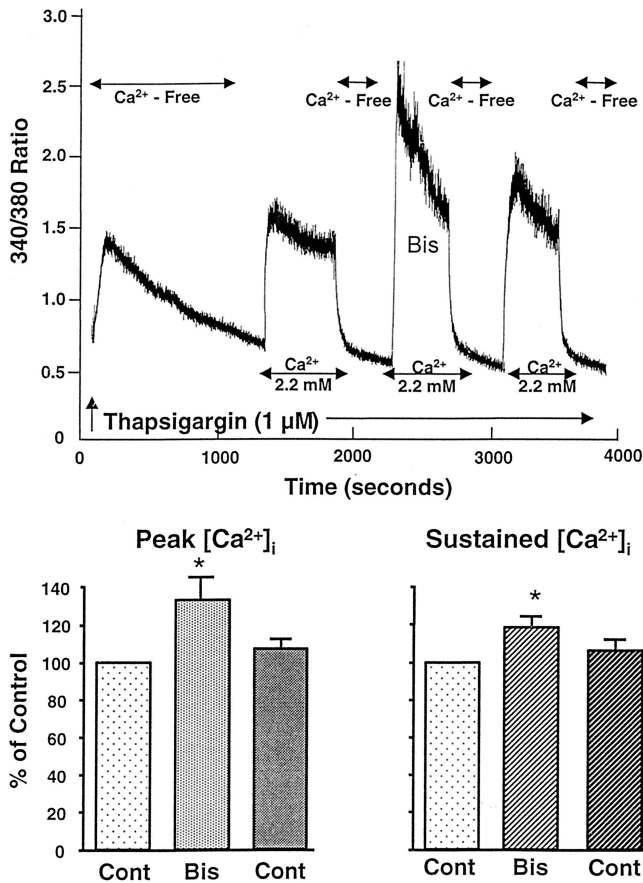 3.0
2.5
2.0
1.5
1.0
0.5
0
340/380 Ratio
Ca²⁺ - Free
Ca²⁺ - Free
Ca²⁺ - Free
Ca²⁺ - Free
Bis
Ca²⁺
2.2 mM
Ca²⁺
2.2 mM
Ca²⁺
2.2 mM
Thapsigargin (1 µM)
0 1000 2000 3000 4000
Time (seconds)
Peak [Ca²⁺]i
*
140
120
100
80
60
40
20
0
% of Control
Cont Bis Cont
Sustained [Ca²⁺]i
*
Cont Bis Cont